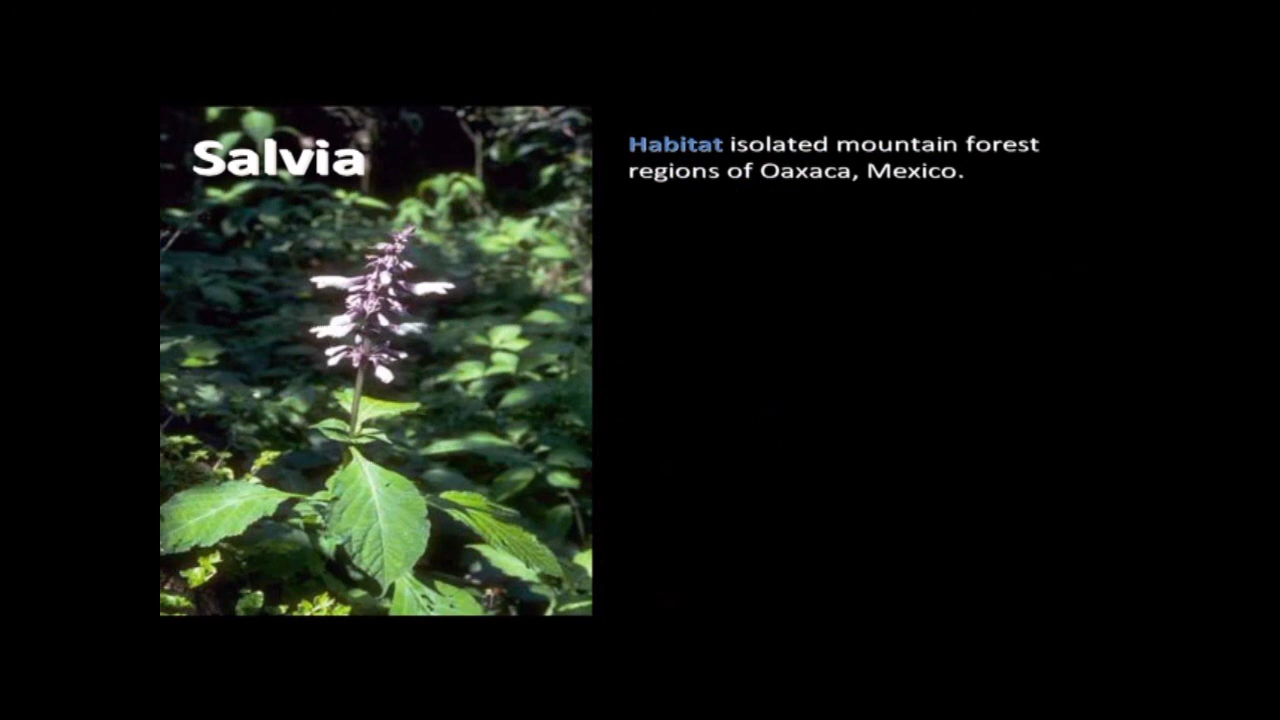 Salvia
Habitat isolated mountain forest
regions of Oaxaca, Mexico.